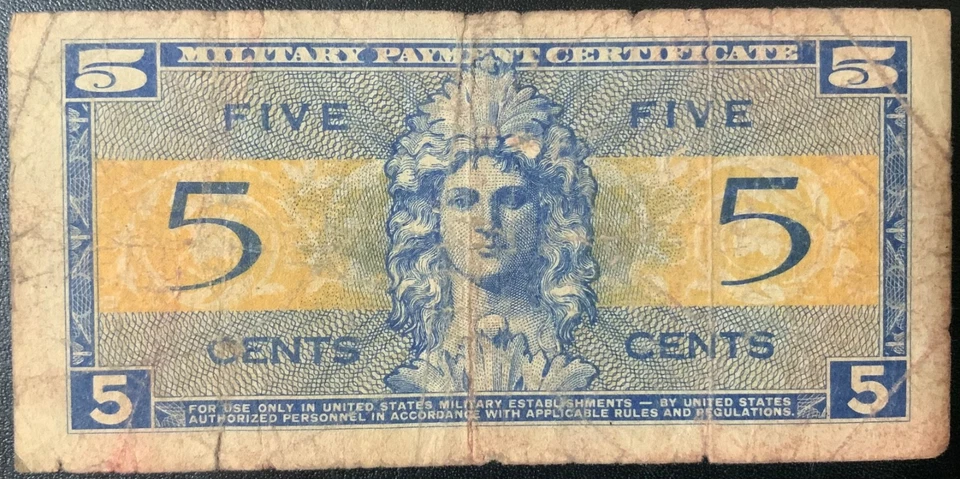 5 MILITARY PAYMENT CERTIFICATE 5
FIVE FIVE
5 5
CENTS CENTS
5 FOR USE ONLY IN UNITED STATES MILITARY ESTABLISHMENTS — BY UNITED STATES 5
AUTHORIZED PERSONNEL IN ACCORDANCE WITH APPLICABLE RULES AND REGULATIONS.